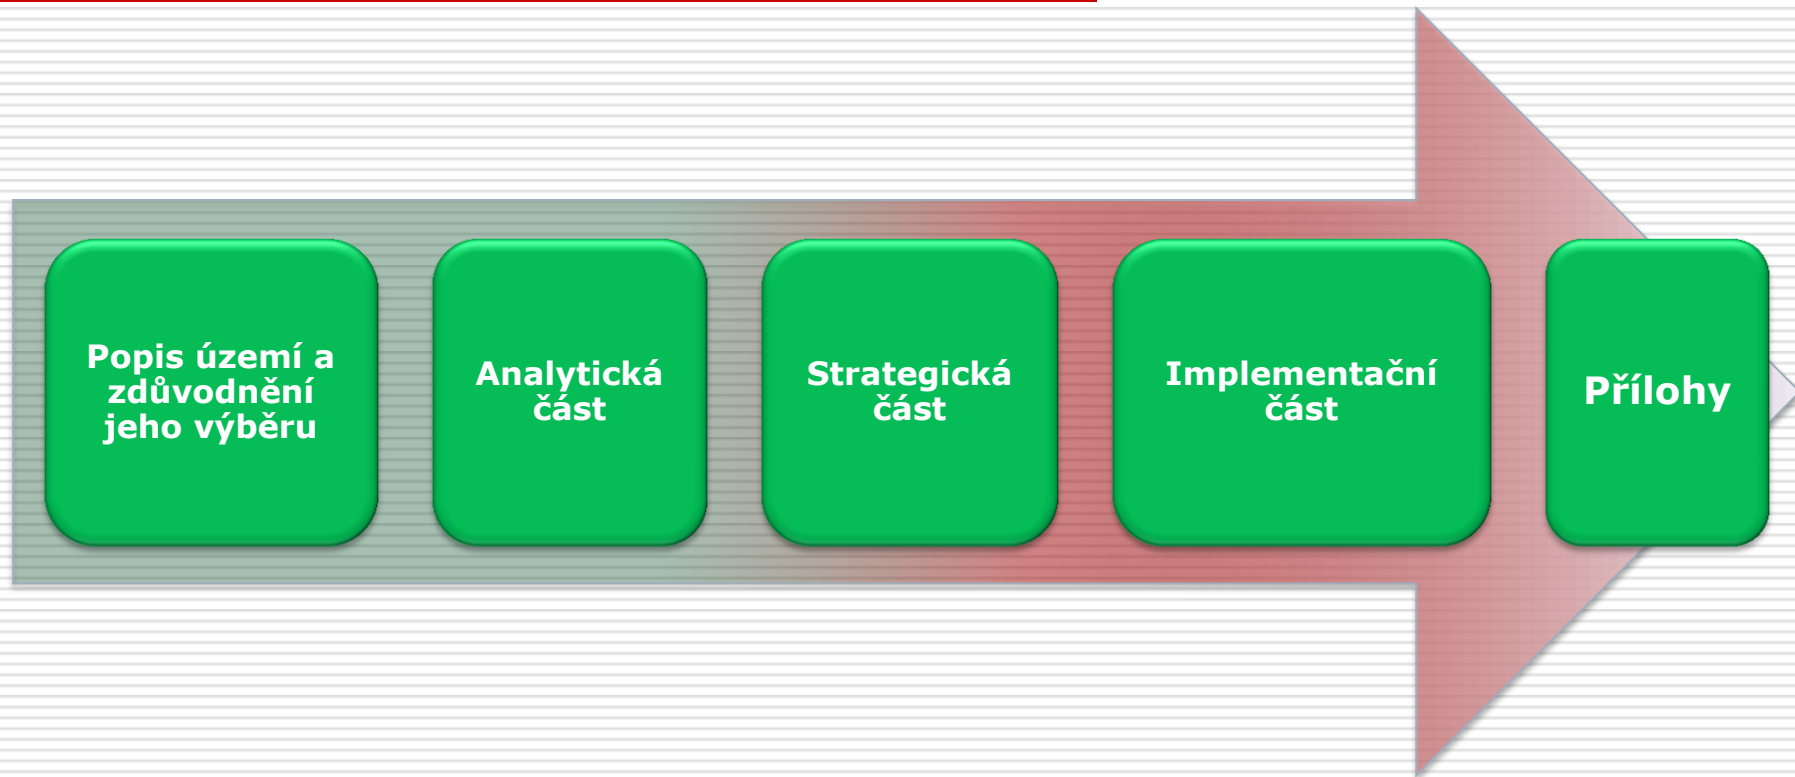 Popis území a
zdůvodnění
jeho výběru
Analytická
část
Strategická
část
Implementační
část
Přílohy